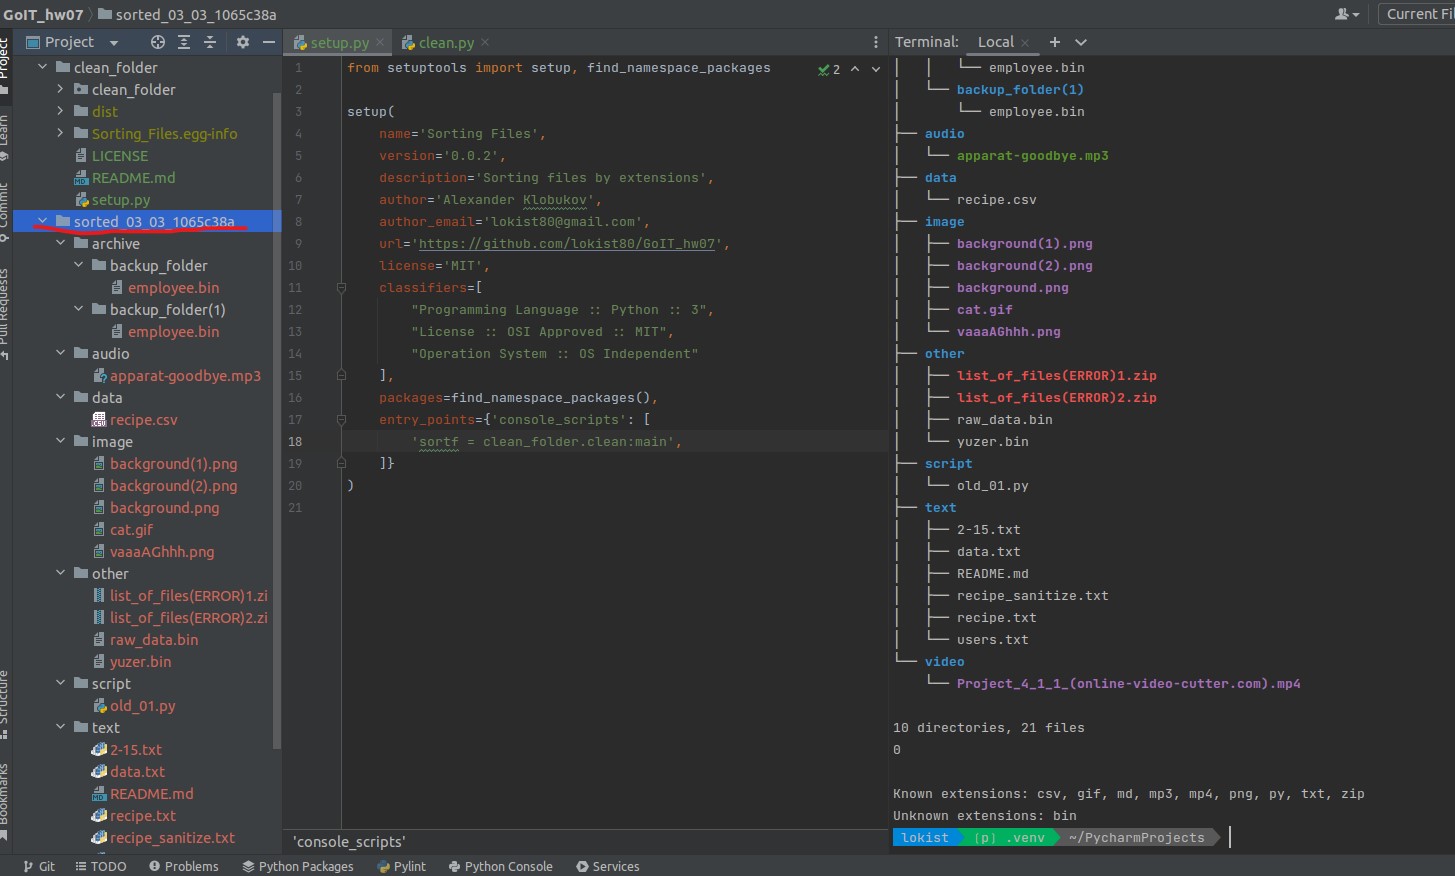 GoIT_hw07 sorted_03_03_1065c38a
Current Fil
Project
Learn
Commit
Pull Requests
Structure
Bookmarks
Project
clean_folder
clean_folder
dist
Sorting_Files.egg-info
LICENSE
README.md
setup.py
sorted_03_03_1065c38a
archive
backup_folder
employee.bin
backup_folder(1)
employee.bin
audio
apparat-goodbye.mp3
data
recipe.csv
image
background(1).png
background(2).png
background.png
cat.gif
vaaaAGhhh.png
other
list_of_files(ERROR)1.zi
list_of_files(ERROR)2.zi
raw_data.bin
yuzer.bin
script
old_01.py
text
2-15.txt
data.txt
README.md
recipe.txt
recipe_sanitize.txt
setup.py clean.py
2
1 from setuptools import setup, find_namespace_packages
2
3 setup(
4 name='Sorting Files',
5 version='0.0.2',
6 description='Sorting files by extensions',
7 author='Alexander Klobukov',
8 author_email='lokist80@gmail.com',
9 url='https://github.com/lokist80/GoIT_hw07',
10 license='MIT',
11 classifiers=[
12 "Programming Language :: Python :: 3",
13 "License :: OSI Approved :: MIT",
14 "Operation System :: OS Independent"
15 ],
16 packages=find_namespace_packages(),
17 entry_points={'console_scripts': [
18 'sortf = clean_folder.clean:main',
19 ]}
20 )
21
'console_scripts'
Terminal: Local
│ │ └── employee.bin
│ └── backup_folder(1)
│ └── employee.bin
├── audio
│ └── apparat-goodbye.mp3
├── data
│ └── recipe.csv
├── image
│ ├── background(1).png
│ ├── background(2).png
│ ├── background.png
│ ├── cat.gif
│ └── vaaaAGhhh.png
├── other
│ ├── list_of_files(ERROR)1.zip
│ ├── list_of_files(ERROR)2.zip
│ ├── raw_data.bin
│ └── yuzer.bin
├── script
│ └── old_01.py
├── text
│ ├── 2-15.txt
│ ├── data.txt
│ ├── README.md
│ ├── recipe_sanitize.txt
│ ├── recipe.txt
│ └── users.txt
└── video
└── Project_4_1_1_(online-video-cutter.com).mp4
10 directories, 21 files
0
Known extensions: csv, gif, md, mp3, mp4, png, py, txt, zip
Unknown extensions: bin
lokist (p) .venv ~/PycharmProjects
Git TODO Problems Python Packages Pylint Python Console Services